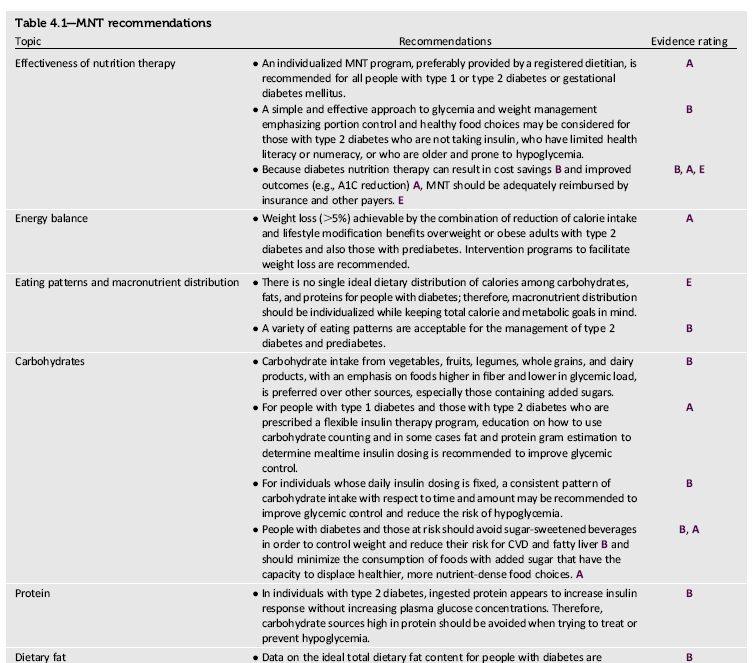 Table 4.1—MNT recommendations
Topic Recommendations Evidence rating
Effectiveness of nutrition therapy ● An individualized MNT program, preferably provided by a registered dietitian, is A
recommended for all people with type 1 or type 2 diabetes or gestational
diabetes mellitus.
● A simple and effective approach to glycemia and weight management B
emphasizing portion control and healthy food choices may be considered for
those with type 2 diabetes who are not taking insulin, who have limited health
literacy or numeracy, or who are older and prone to hypoglycemia.
● Because diabetes nutrition therapy can result in cost savings B and improved B, A, E
outcomes (e.g., A1C reduction) A, MNT should be adequately reimbursed by
insurance and other payers. E
Energy balance ● Weight loss (>5%) achievable by the combination of reduction of calorie intake A
and lifestyle modification benefits overweight or obese adults with type 2
diabetes and also those with prediabetes. Intervention programs to facilitate
weight loss are recommended.
Eating patterns and macronutrient distribution ● There is no single ideal dietary distribution of calories among carbohydrates, E
fats, and proteins for people with diabetes; therefore, macronutrient distribution
should be individualized while keeping total calorie and metabolic goals in mind.
● A variety of eating patterns are acceptable for the management of type 2 B
diabetes and prediabetes.
Carbohydrates ● Carbohydrate intake from vegetables, fruits, legumes, whole grains, and dairy B
products, with an emphasis on foods higher in fiber and lower in glycemic load,
is preferred over other sources, especially those containing added sugars.
● For people with type 1 diabetes and those with type 2 diabetes who are A
prescribed a flexible insulin therapy program, education on how to use
carbohydrate counting and in some cases fat and protein gram estimation to
determine mealtime insulin dosing is recommended to improve glycemic
control.
● For individuals whose daily insulin dosing is fixed, a consistent pattern of B
carbohydrate intake with respect to time and amount may be recommended to
improve glycemic control and reduce the risk of hypoglycemia.
● People with diabetes and those at risk should avoid sugar-sweetened beverages B, A
in order to control weight and reduce their risk for CVD and fatty liver B and
should minimize the consumption of foods with added sugar that have the
capacity to displace healthier, more nutrient-dense food choices. A
Protein ● In individuals with type 2 diabetes, ingested protein appears to increase insulin B
response without increasing plasma glucose concentrations. Therefore,
carbohydrate sources high in protein should be avoided when trying to treat or
prevent hypoglycemia.
Dietary fat ● Data on the ideal total dietary fat content for people with diabetes are B